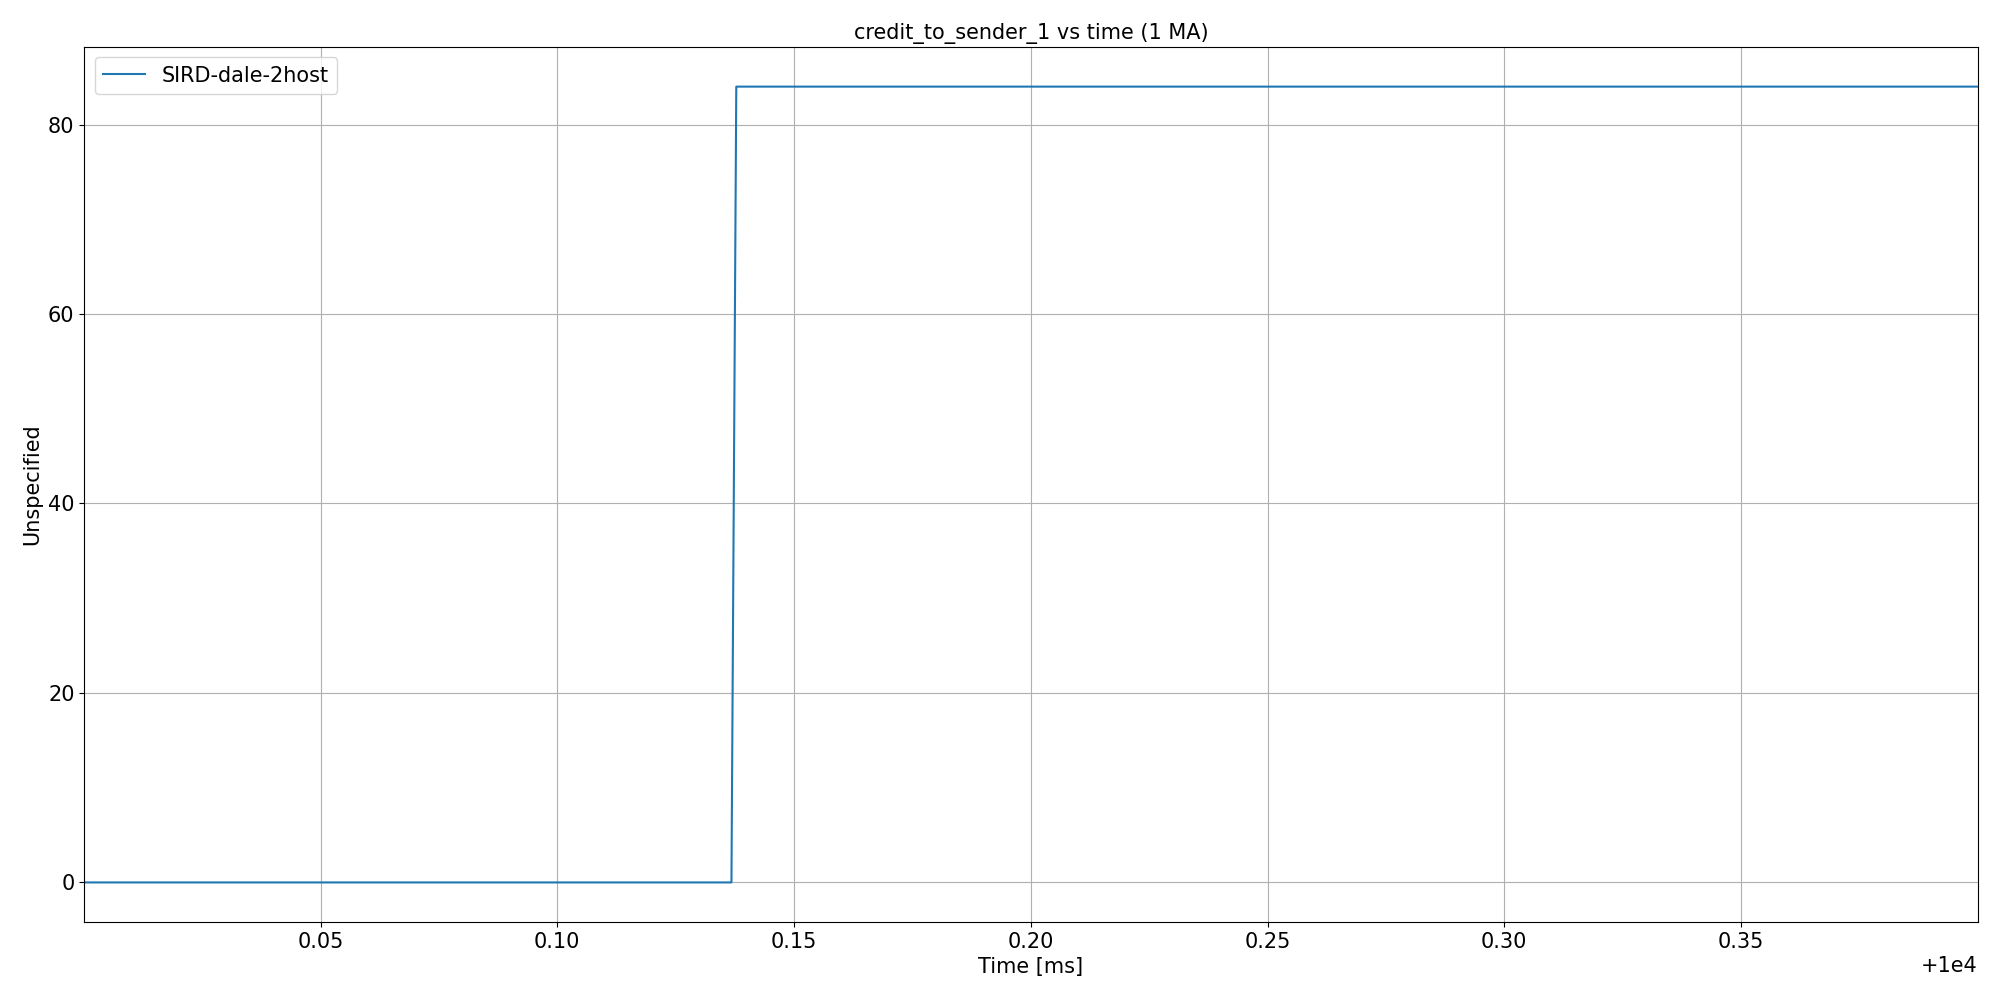 credit_to_sender_1 vs time (1 MA)
SIRD-dale-2host
Unspecified
80
60
40
20
0
0.05 0.10 0.15 0.20 0.25 0.30 0.35
Time [ms]
+1e4